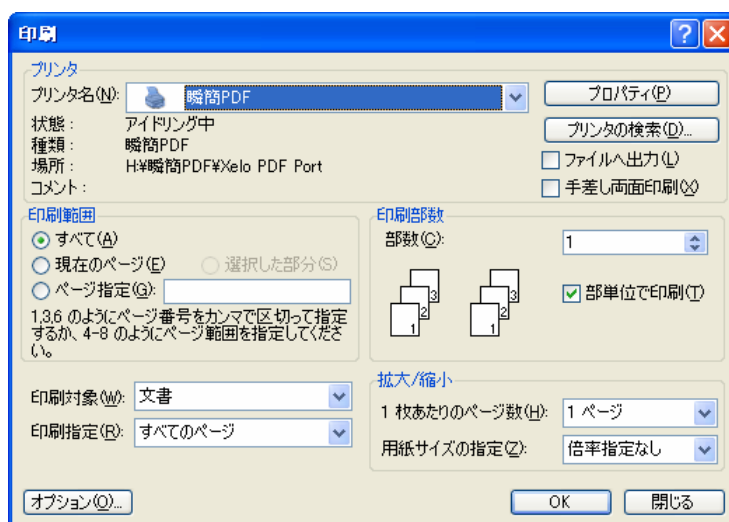 印刷
プリンタ
プリンタ名(N): 瞬簡PDF
プロパティ(P)
状態: アイドリング中
プリンタの検索(D)...
種類: 瞬簡PDF
場所: H:¥瞬簡PDF¥Xelo PDF Port
ファイルへ出力(L)
コメント:
手差し両面印刷(X)
印刷範囲
すべて(A)
現在のページ(E) 選択した部分(S)
ページ指定(G):
1,3,6 のようにページ番号をカンマで区切って指定
するか、4-8 のようにページ範囲を指定してくださ
い。
印刷部数
部数(C): 1
1 2 3 1 2 3
部単位で印刷(T)
印刷対象(W): 文書
印刷指定(R): すべてのページ
拡大/縮小
1 枚あたりのページ数(H): 1 ページ
用紙サイズの指定(Z): 倍率指定なし
オプション(O)...
OK
閉じる